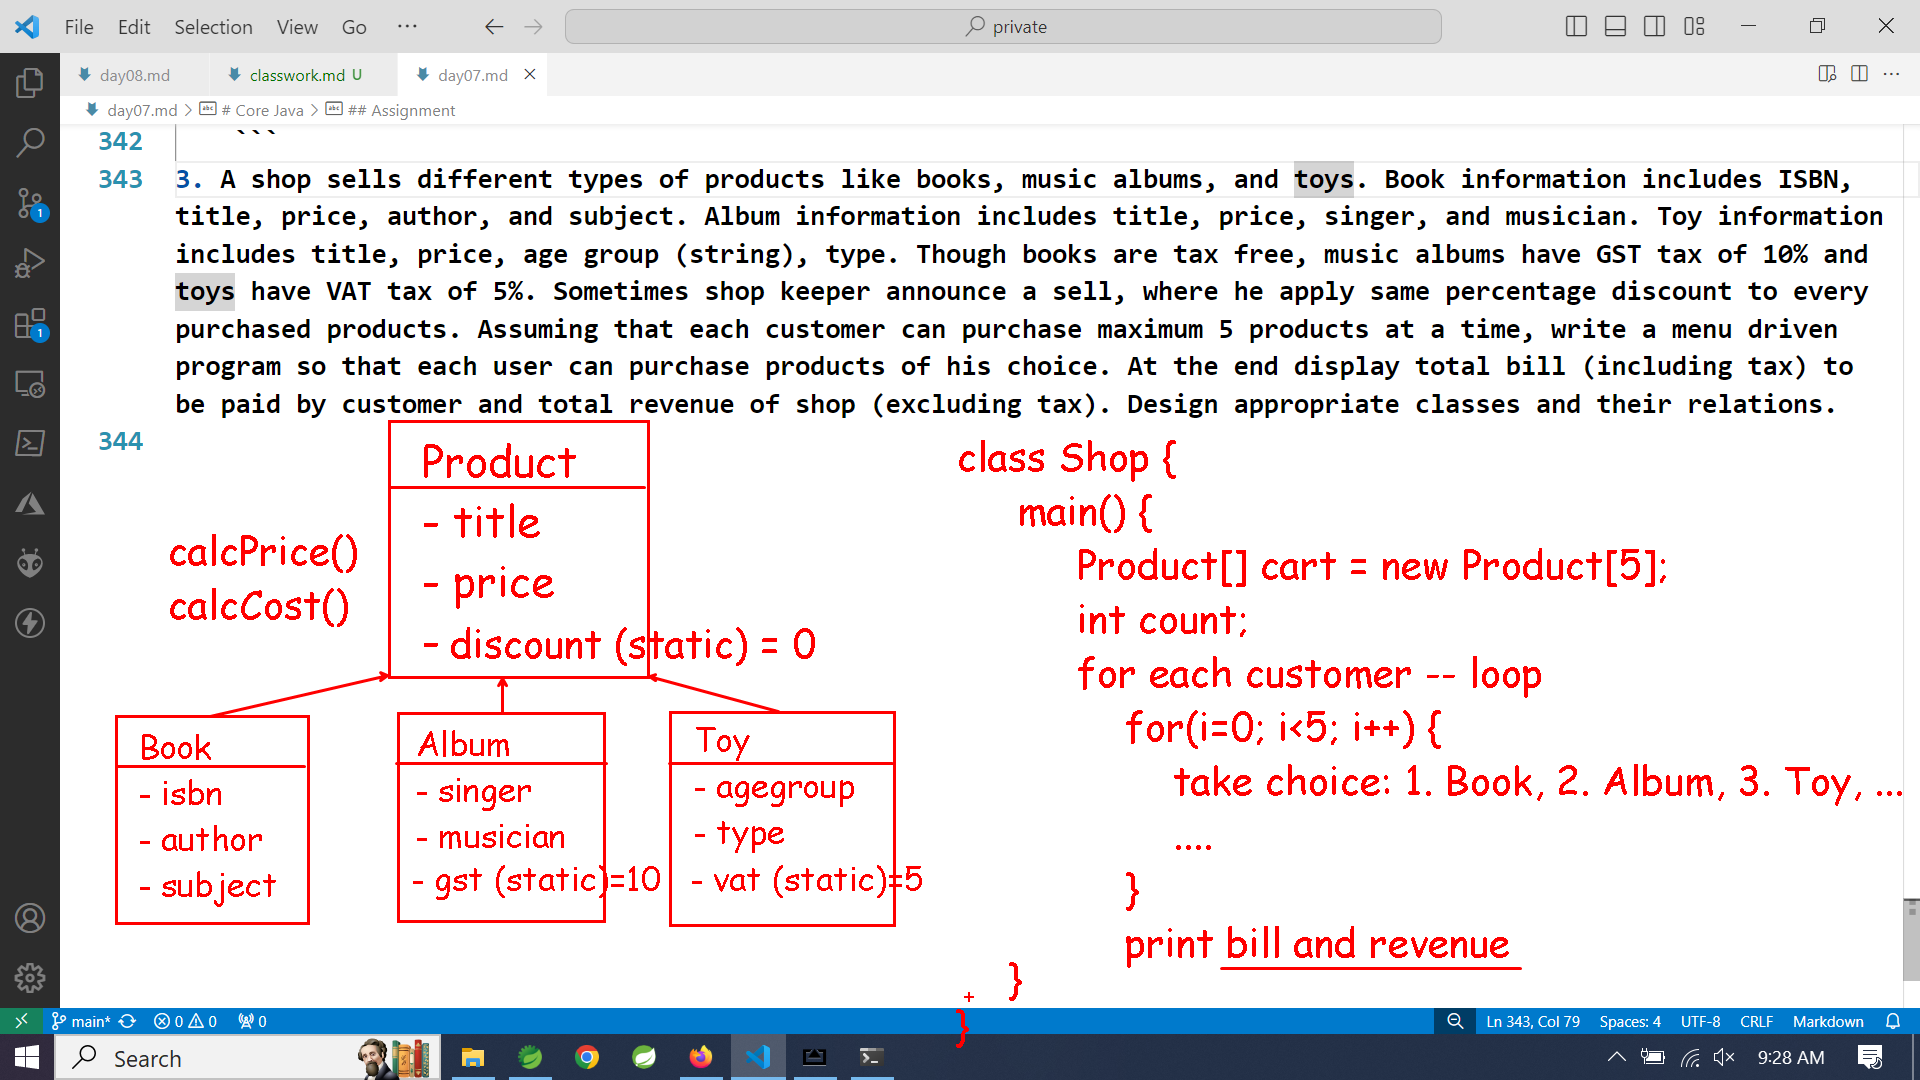 File Edit Selection View Go ··· private
day08.md classwork.md U day07.md
day07.md > # Core Java > ## Assignment
342 ```
343 3. A shop sells different types of products like books, music albums, and toys. Book information includes ISBN,
title, price, author, and subject. Album information includes title, price, singer, and musician. Toy information
includes title, price, age group (string), type. Though books are tax free, music albums have GST tax of 10% and
toys have VAT tax of 5%. Sometimes shop keeper announce a sell, where he apply same percentage discount to every
purchased products. Assuming that each customer can purchase maximum 5 products at a time, write a menu driven
program so that each user can purchase products of his choice. At the end display total bill (including tax) to
be paid by customer and total revenue of shop (excluding tax). Design appropriate classes and their relations.
344
Product
- title
- price
- discount (static) = 0
calcPrice()
calcCost()
Book
- isbn
- author
- subject
Album
- singer
- musician
- gst (static)=10
Toy
- agegroup
- type
- vat (static)=5
class Shop {
main() {
Product[] cart = new Product[5];
int count;
for each customer -- loop
for(i=0; i<5; i++) {
take choice: 1. Book, 2. Album, 3. Toy, ...
....
}
print bill and revenue
}
}
1
1
main* 0 0 0 Ln 343, Col 79 Spaces: 4 UTF-8 CRLF Markdown
Search 9:28 AM